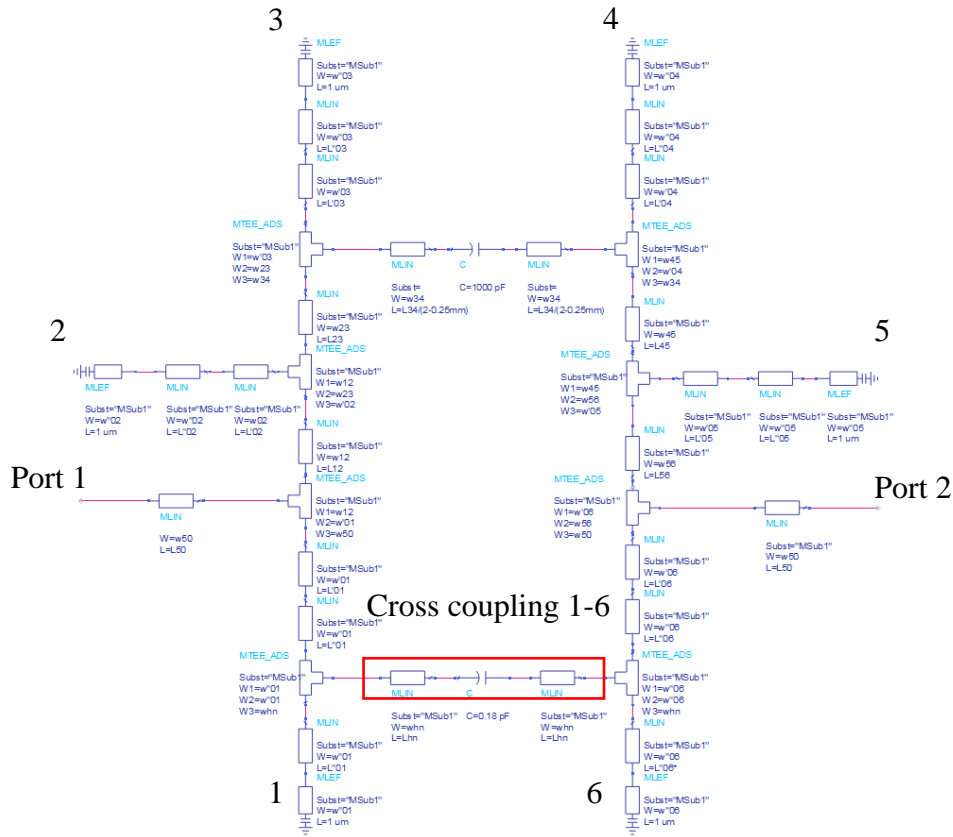 3
4
MLEF
Subst="MSub1"
W=w"03
L=1 um
MLIN
Subst="MSub1"
W=w"03
L=L"03
MLIN
Subst="MSub1"
W=w'03
L=L'03
MLEF
Subst="MSub1"
W=w"04
L=1 um
MLIN
Subst="MSub1"
W=w"04
L=L"04
MLIN
Subst="MSub1"
W=w'04
L=L'04
MTEE_ADS
Subst="MSub1"
W1=w'03
W2=w23
W3=w34
MLIN
Subst=
W=w34
L=L34/(2-0.25mm)
C
C=1000 pF
MLIN
Subst=
W=w34
L=L34/(2-0.25mm)
MTEE_ADS
Subst="MSub1"
W1=w45
W2=w'04
W3=w34
MLIN
Subst="MSub1"
W=w23
L=L23
MLIN
Subst="MSub1"
W=w45
L=L45
2
5
MLEF
Subst="MSub1"
W=w"02
L=1 um
MLIN
Subst="MSub1"
W=w"02
L=L"02
MLIN
Subst="MSub1"
W=w'02
L=L'02
MTEE_ADS
Subst="MSub1"
W1=w12
W2=w23
W3=w'02
MTEE_ADS
Subst="MSub1"
W1=w45
W2=w56
W3=w'05
MLIN
Subst="MSub1"
W=w'05
L=L'05
MLIN
Subst="MSub1"
W=w"05
L=L"05
MLEF
Subst="MSub1"
W=w"05
L=1 um
MLIN
Subst="MSub1"
W=w12
L=L12
MLIN
Subst="MSub1"
W=w56
L=L56
Port 1
Port 2
MLIN
W=w50
L=L50
MTEE_ADS
Subst="MSub1"
W1=w12
W2=w'01
W3=w50
MTEE_ADS
Subst="MSub1"
W1=w'06
W2=w56
W3=w50
MLIN
Subst="MSub1"
W=w50
L=L50
MLIN
Subst="MSub1"
W=w'01
L=L'01
MLIN
Subst="MSub1"
W=w"01
L=L"01
MLIN
Subst="MSub1"
W=w'06
L=L'06
MLIN
Subst="MSub1"
W=w"06
L=L"06
Cross coupling 1-6
MTEE_ADS
Subst="MSub1"
W1=w"01
W2=w"01
W3=whn
MLIN
Subst="MSub1"
W=whn
L=Lhn
C
C=0.18 pF
MLIN
Subst="MSub1"
W=whn
L=Lhn
MTEE_ADS
Subst="MSub1"
W1=w"06
W2=w"06
W3=whn
MLIN
Subst="MSub1"
W=w"01
L=L"01
MLEF
Subst="MSub1"
W=w"01
L=1 um
MLIN
Subst="MSub1"
W=w"06
L=L"06*
MLEF
Subst="MSub1"
W=w"06
L=1 um
1
6